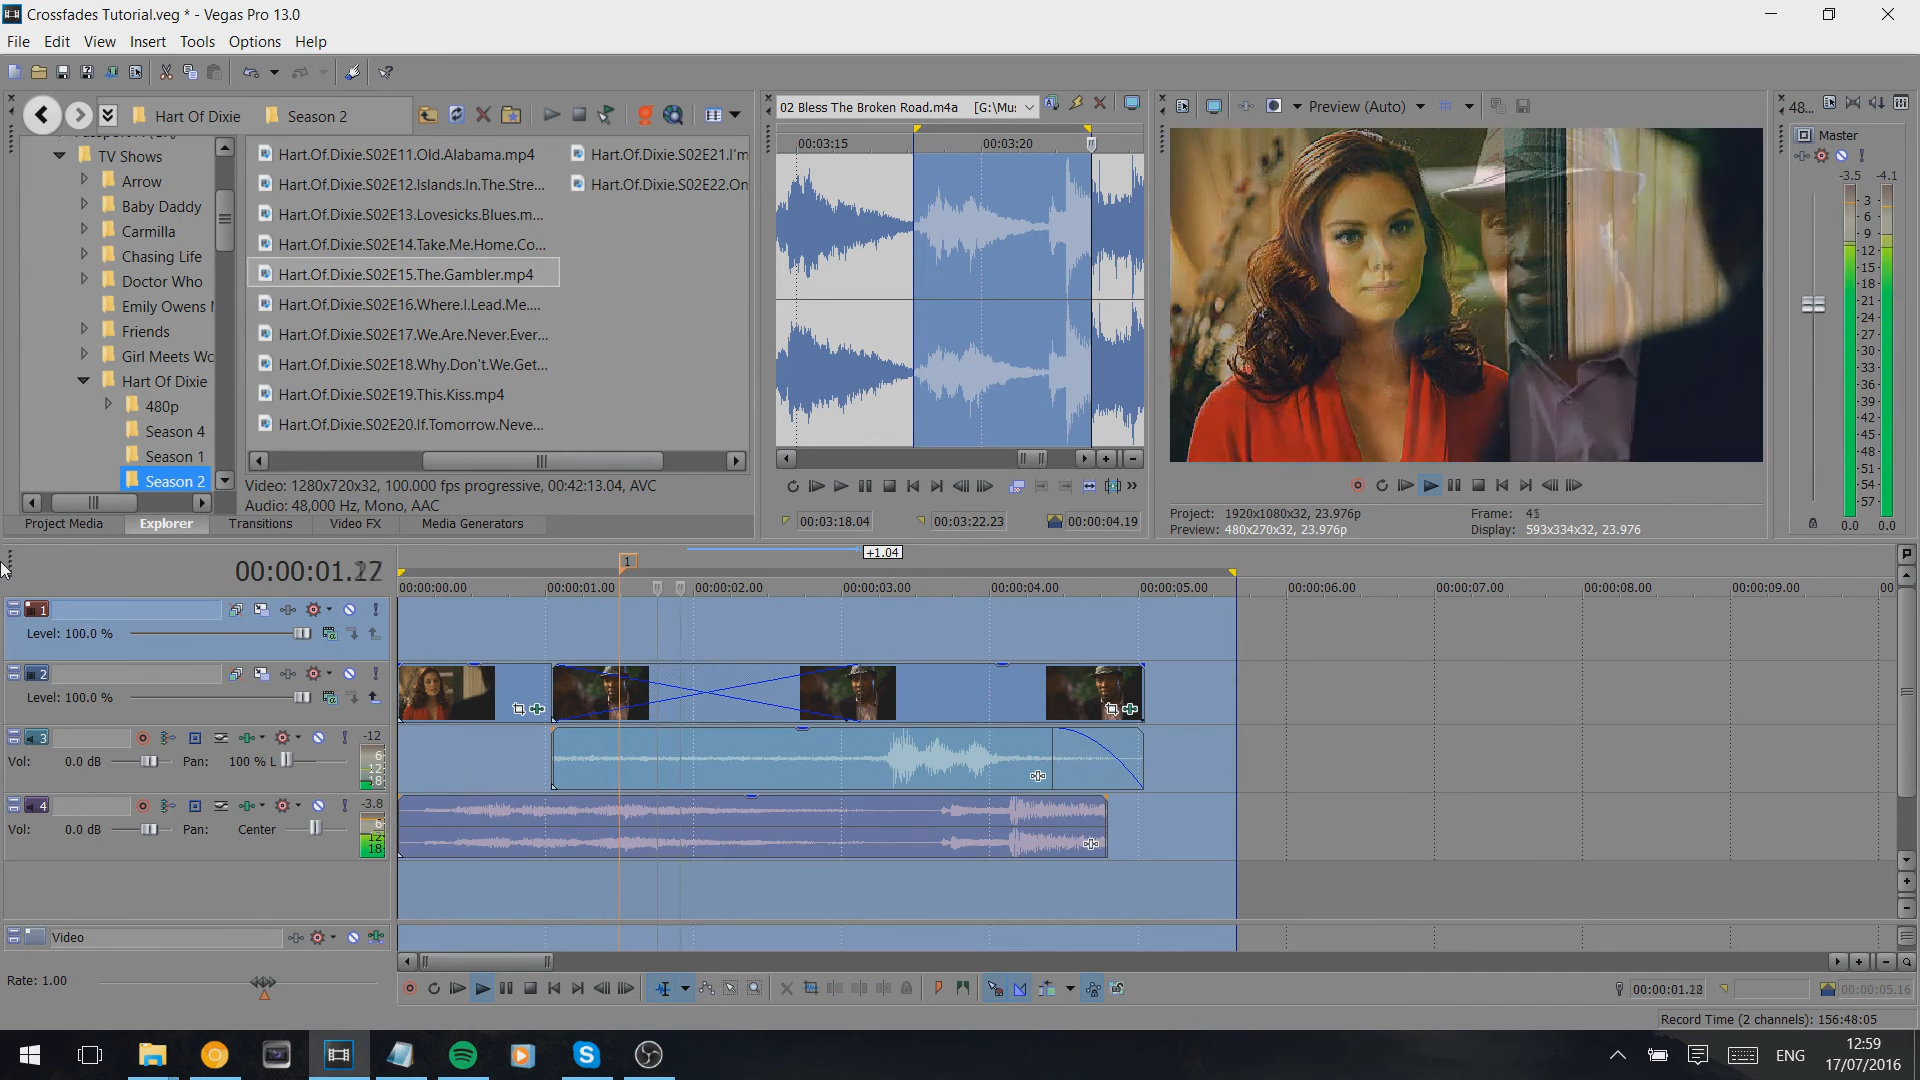 Crossfades Tutorial.veg * - Vegas Pro 13.0
File Edit View Insert Tools Options Help
Hart Of Dixie Season 2
TV Shows
Arrow
Baby Daddy
Carmilla
Chasing Life
Doctor Who
Emily Owens
Friends
Girl Meets Wo
Hart Of Dixie
480p
Season 4
Season 1
Season 2
Hart.Of.Dixie.S02E11.Old.Alabama.mp4
Hart.Of.Dixie.S02E12.Islands.In.The.Stre...
Hart.Of.Dixie.S02E13.Lovesicks.Blues.m...
Hart.Of.Dixie.S02E14.Take.Me.Home.Co...
Hart.Of.Dixie.S02E15.The.Gambler.mp4
Hart.Of.Dixie.S02E16.Where.I.Lead.Me....
Hart.Of.Dixie.S02E17.We.Are.Never.Ever...
Hart.Of.Dixie.S02E18.Why.Don't.We.Get...
Hart.Of.Dixie.S02E19.This.Kiss.mp4
Hart.Of.Dixie.S02E20.If.Tomorrow.Neve...
Hart.Of.Dixie.S02E21.I'm
Hart.Of.Dixie.S02E22.On
Video: 1280x720x32, 100.000 fps progressive, 00:42:13.04, AVC
Audio: 48,000 Hz, Mono, AAC
Project Media Explorer Transitions Video FX Media Generators
02 Bless The Broken Road.m4a [G:\Mus
00:03:15 00:03:20
00:03:18.04 00:03:22.23 00:00:04.19
Preview (Auto)
Project: 1920x1080x32, 23.976p
Preview: 480x270x32, 23.976p
Frame: 41
Display: 593x334x32, 23.976
48...
Master
-3.5 -4.1
3
6
9
12
15
18
21
24
27
30
33
36
39
42
45
48
51
54
57
0.0 0.0
+1.04
1
00:00:00.00 00:00:01.00 00:00:02.00 00:00:03.00 00:00:04.00 00:00:05.00 00:00:06.00 00:00:07.00 00:00:08.00 00:00:09.00 00
1
Level: 100.0 %
2
Level: 100.0 %
3 -12
Vol: 0.0 dB Pan: 100 % L
6
12
18
4 -3.8
Vol: 0.0 dB Pan: Center
6
12
18
Video
Rate: 1.00
00:00:05.16
Record Time (2 channels): 156:48:05
ENG
12:59
17/07/2016